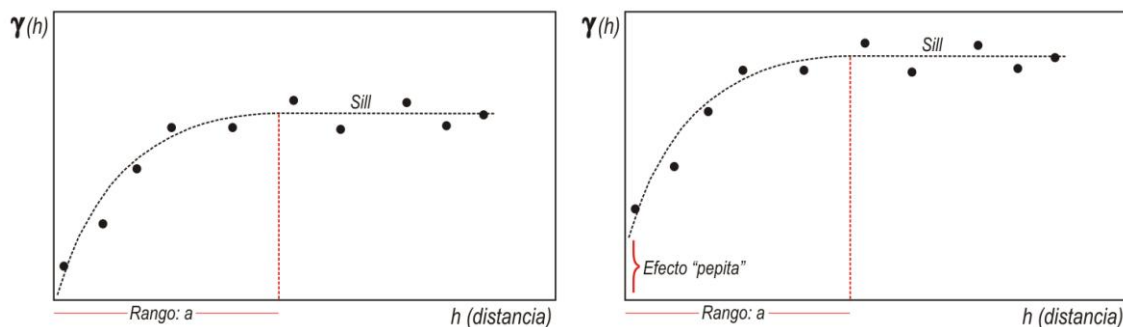 γ(h)
Sill
Rango: a
h (distancia)
γ(h)
Sill
Efecto “pepita”
Rango: a
h (distancia)